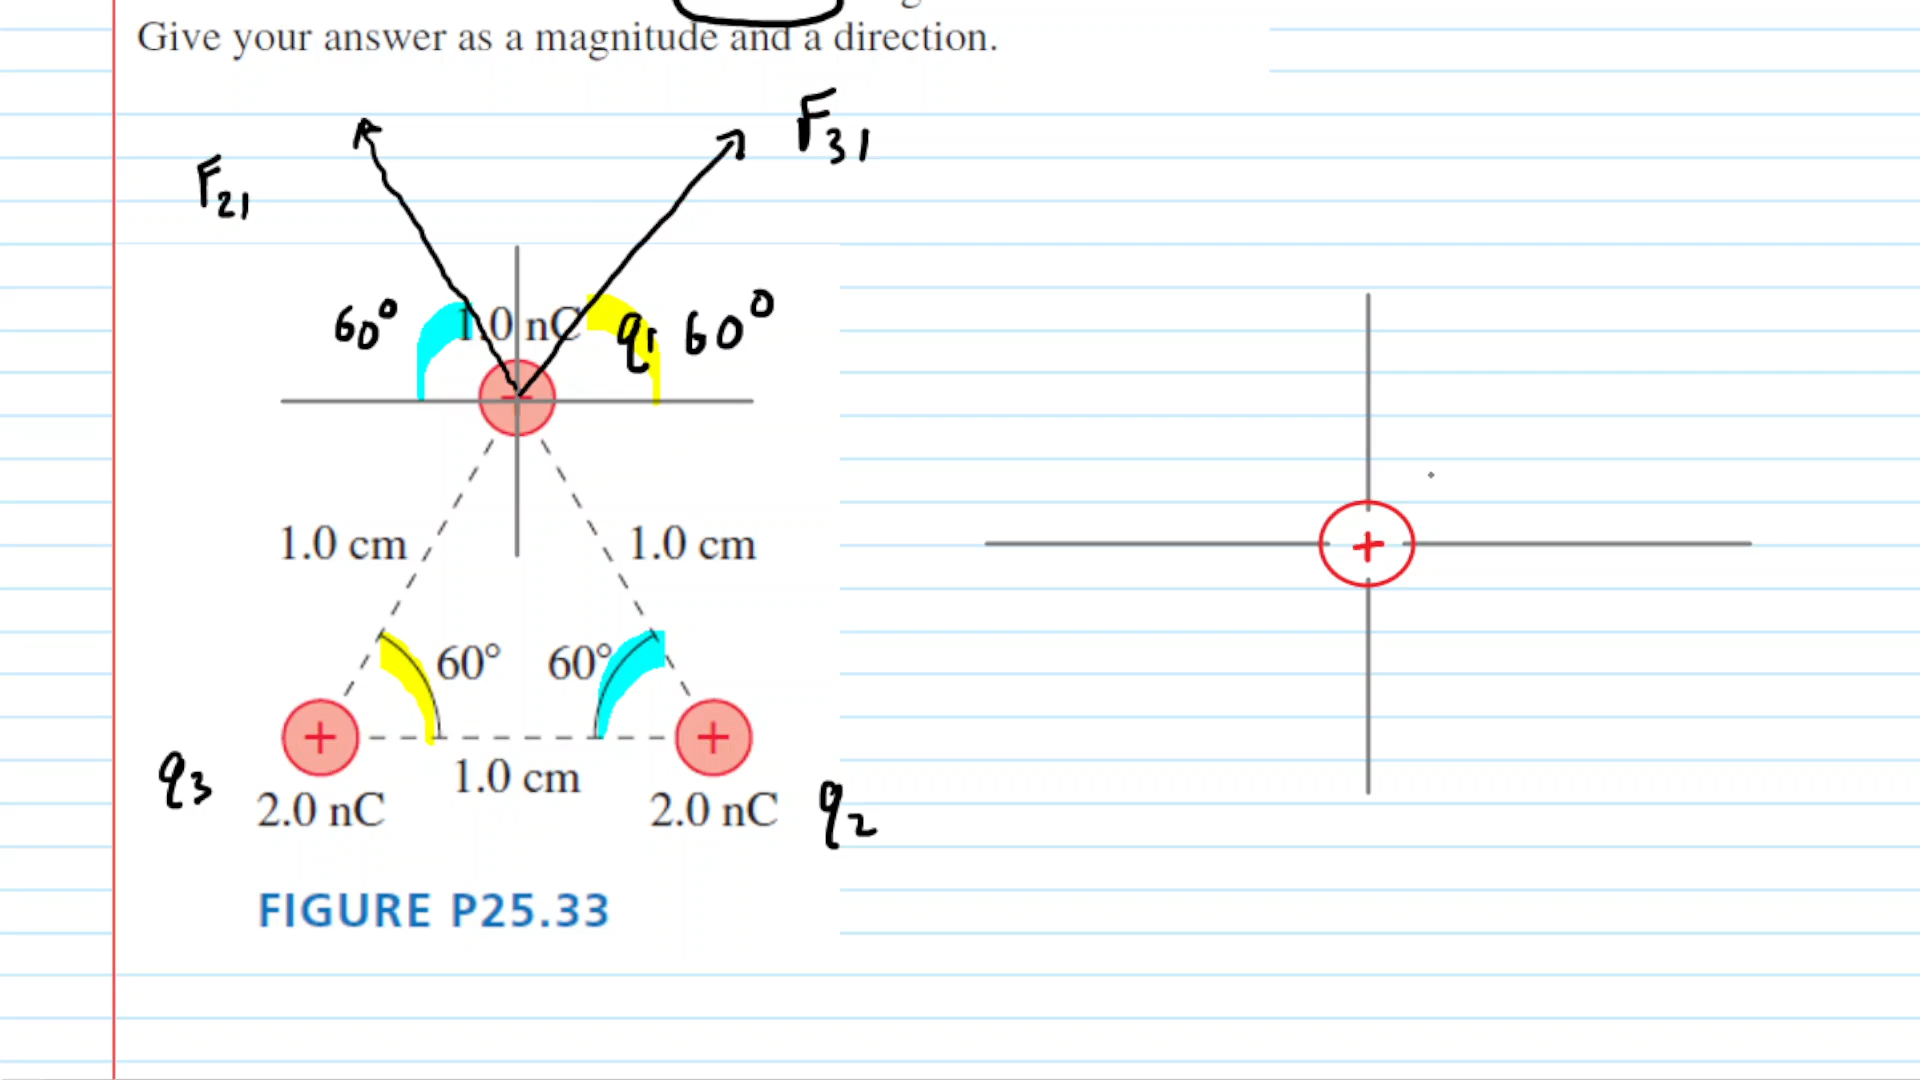 Give your answer as a magnitude and a direction.
F31
F21
60° 1.0 nC q1 60°
+
+
1.0 cm 1.0 cm
60° 60°
+ +
1.0 cm
q3 2.0 nC 2.0 nC q2
FIGURE P25.33